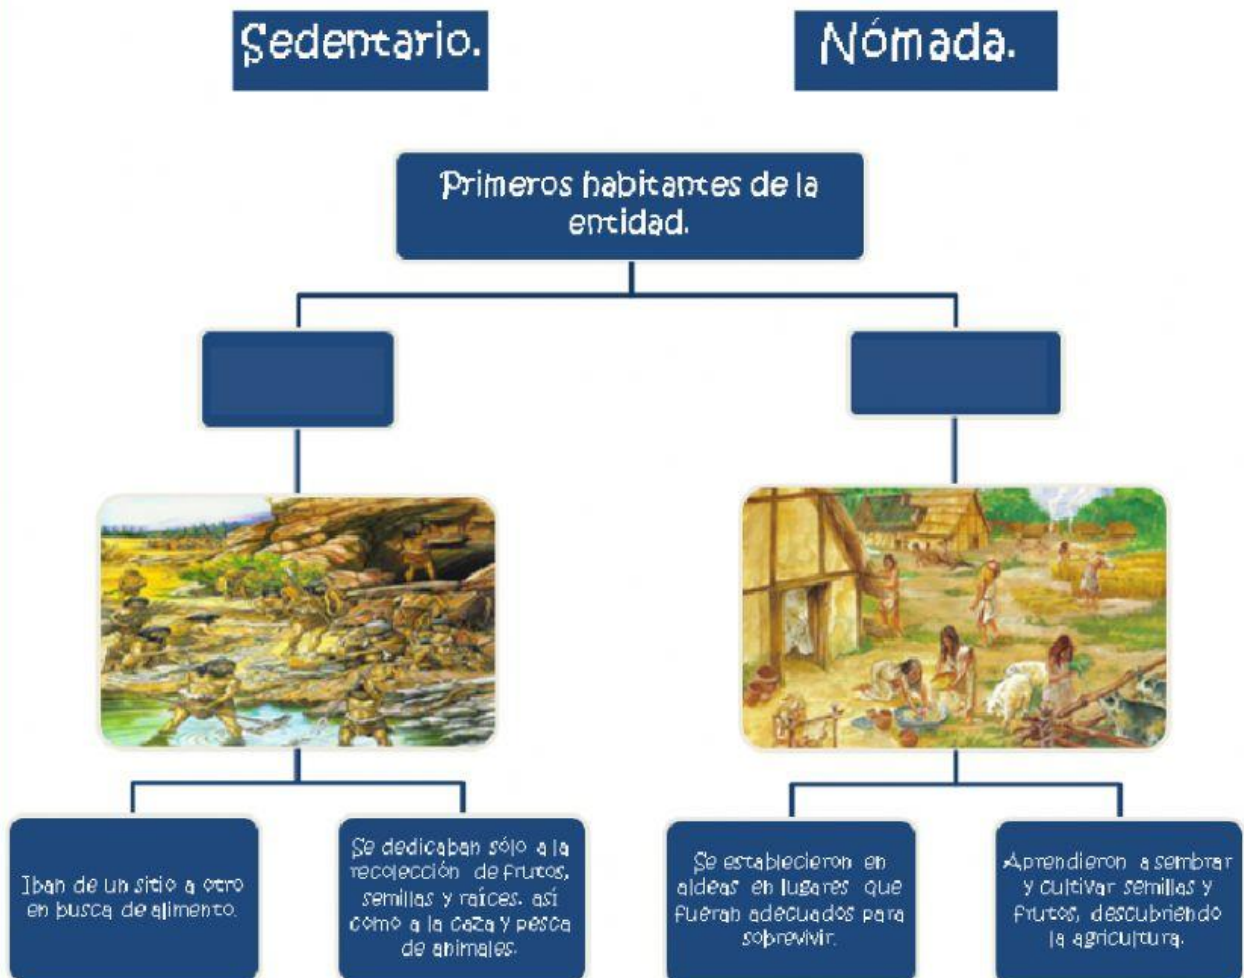 Sedentario.
Nómada.
Primeros habitantes de la
entidad.
Iban de un sitio a otro
en busca de alimento.
Se dedicaban sólo a la
recolección de frutos,
semillas y raíces. así
como a la caza y pesca
de animales.
Se establecieron en
aldeas en lugares que
fueran adecuados para
sobrevivir.
Aprendieron a sembrar
y cultivar semillas y
frutos, descubriendo
la agricultura.